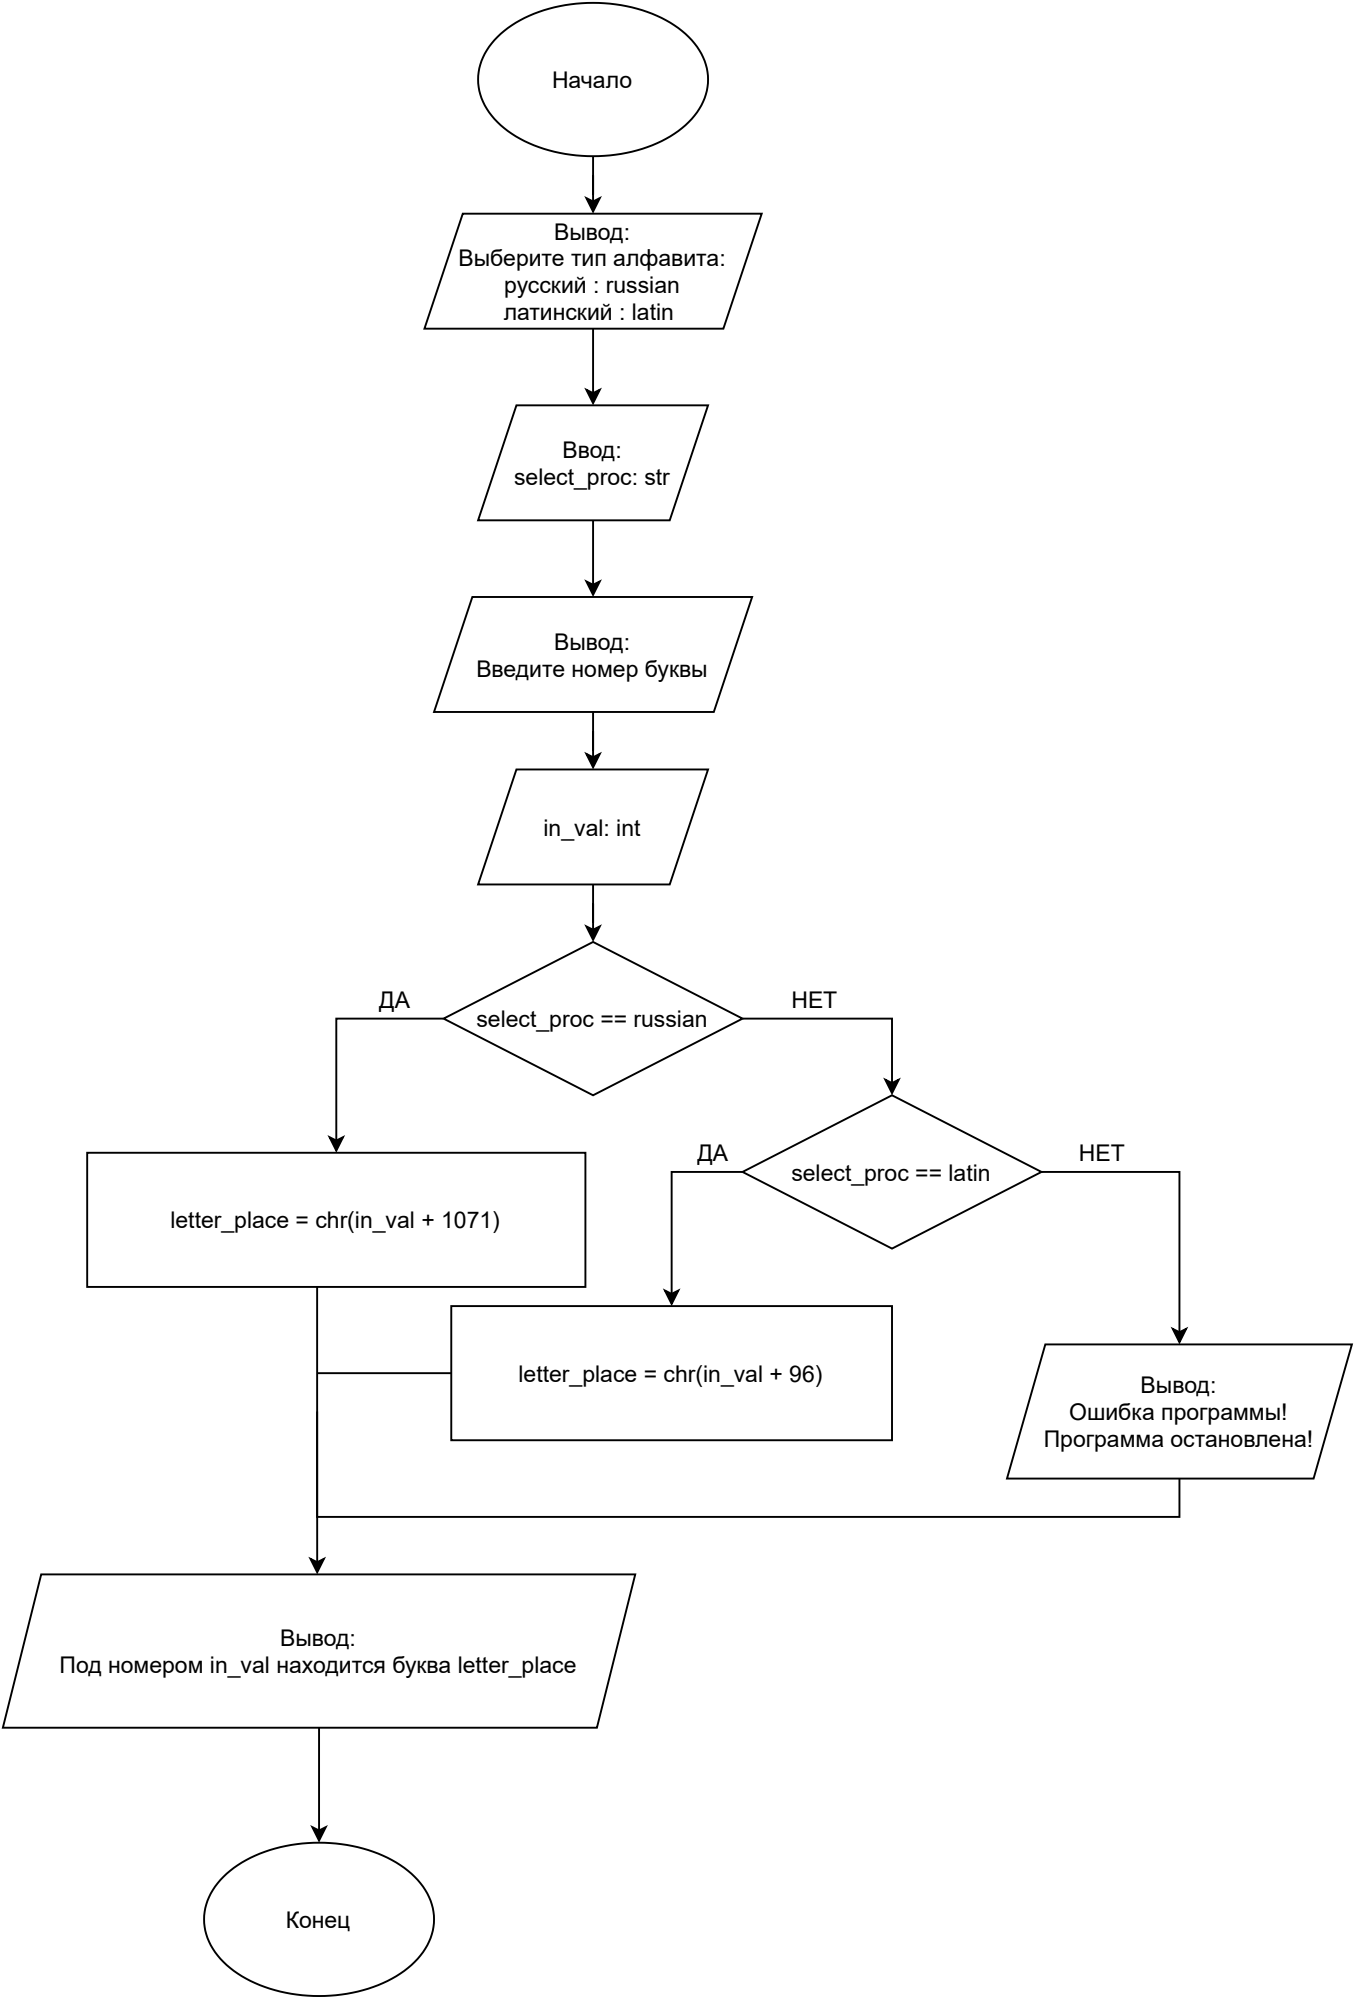 Начало
Вывод:
Выберите тип алфавита:
русский : russian
латинский : latin
Ввод:
select_proc: str
Вывод:
Введите номер буквы
in_val: int
ДА
НЕТ
select_proc == russian
ДА
НЕТ
select_proc == latin
letter_place = chr(in_val + 1071)
letter_place = chr(in_val + 96)
Вывод:
Ошибка программы!
Программа остановлена!
Вывод:
Под номером in_val находится буква letter_place
Конец